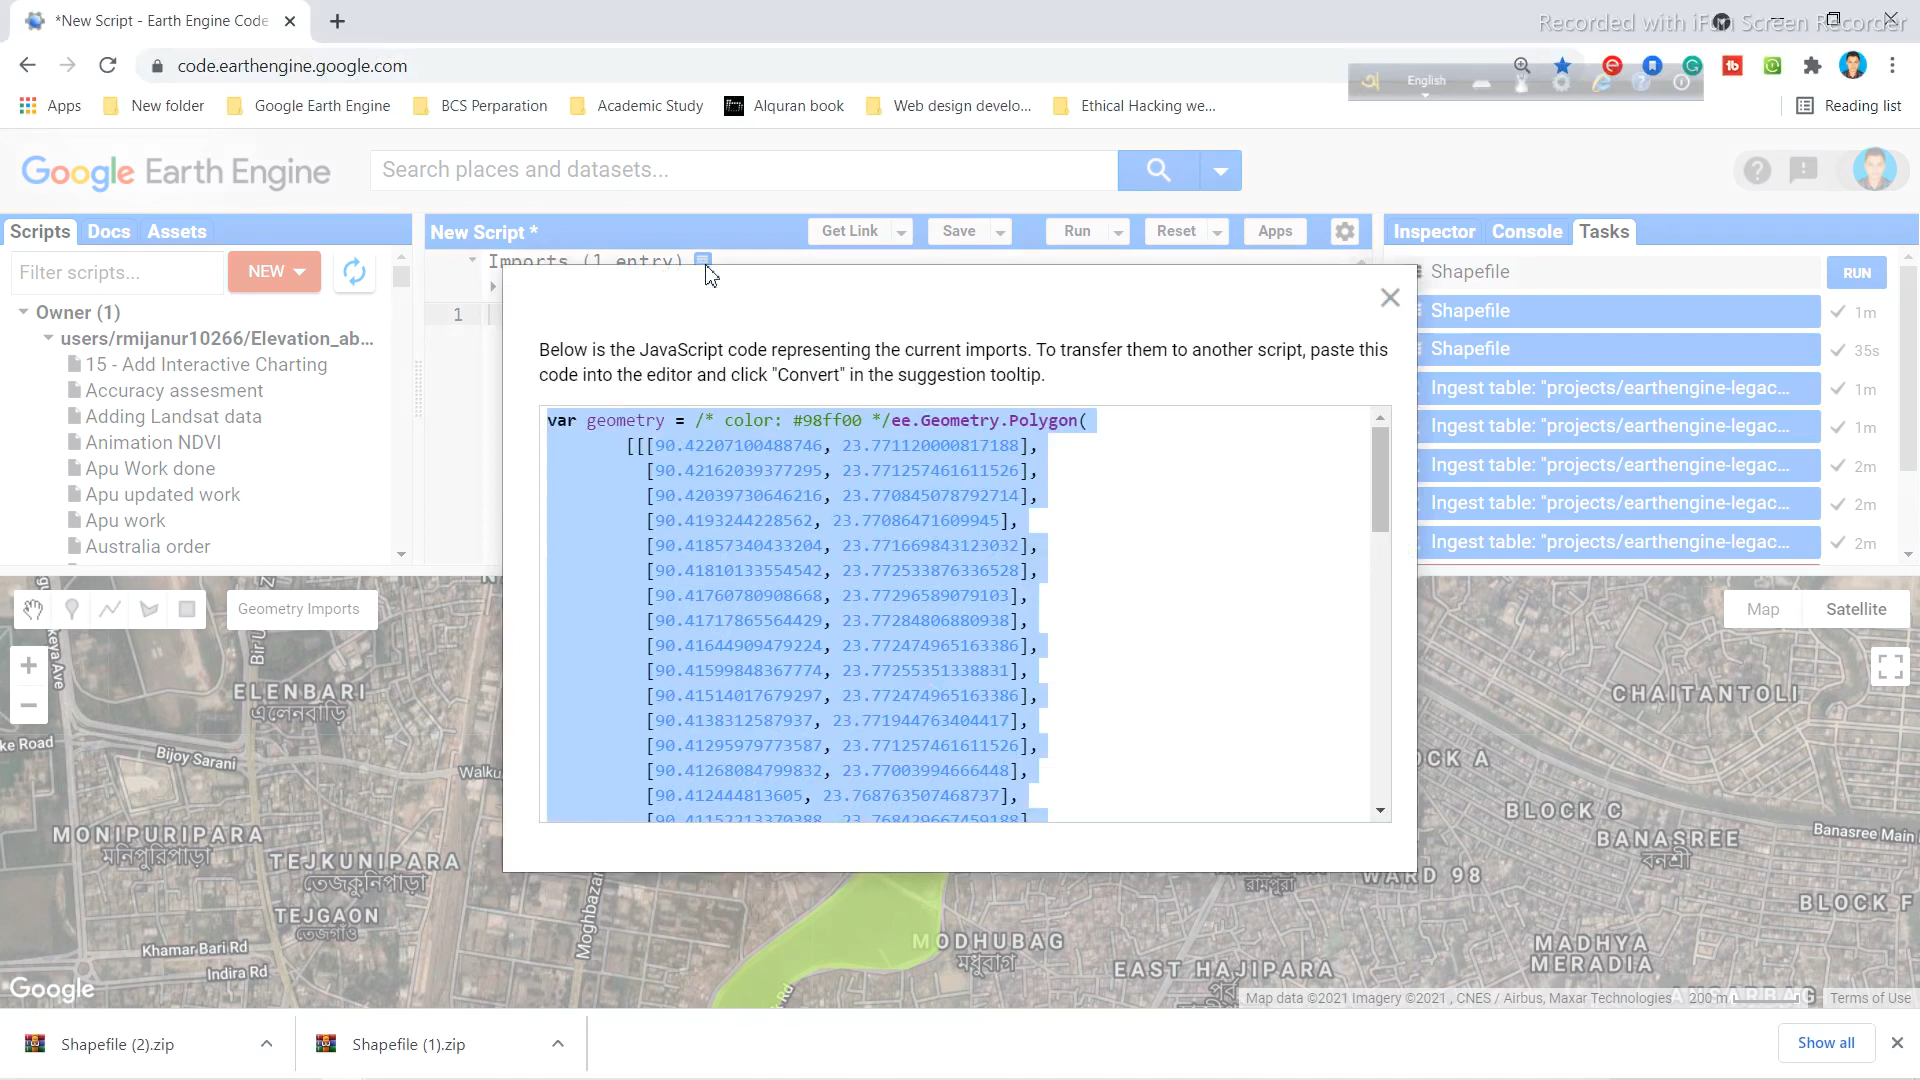 *New Script - Earth Engine Code
Recorded with iFun Screen Recorder
code.earthengine.google.com
English
Apps
New folder
Google Earth Engine
BCS Perparation
Academic Study
Alquran book
Web design develo...
Ethical Hacking we...
Reading list
Google Earth Engine
Search places and datasets...
Scripts Docs Assets
New Script *
Get Link
Save
Run
Reset
Apps
Inspector Console Tasks
Filter scripts...
NEW
Imports (1 entry)
1
Owner (1)
users/rmijanur10266/Elevation_ab...
15 - Add Interactive Charting
Accuracy assesment
Adding Landsat data
Animation NDVI
Apu Work done
Apu updated work
Apu work
Australia order
Shapefile
RUN
Shapefile
1m
Shapefile
35s
Ingest table: "projects/earthengine-legac...
1m
Ingest table: "projects/earthengine-legac...
1m
Ingest table: "projects/earthengine-legac...
2m
Ingest table: "projects/earthengine-legac...
2m
Ingest table: "projects/earthengine-legac...
2m
Below is the JavaScript code representing the current imports. To transfer them to another script, paste this
code into the editor and click "Convert" in the suggestion tooltip.
var geometry = /* color: #98ff00 */ee.Geometry.Polygon(
[[[90.42207100488746, 23.771120000817188],
[90.42162039377295, 23.771257461611526],
[90.42039730646216, 23.770845078792714],
[90.4193244228562, 23.77086471609945],
[90.41857340433204, 23.771669843123032],
[90.41810133554542, 23.772533876336528],
[90.41760780908668, 23.77296589079103],
[90.41717865564429, 23.77284806880938],
[90.41644909479224, 23.772474965163386],
[90.41599848367774, 23.77255351338831],
[90.41514017679297, 23.772474965163386],
[90.4138312587937, 23.771944763404417],
[90.41295979773587, 23.771257461611526],
[90.41268084799832, 23.77003994666448],
[90.412444813605, 23.768763507468737],
[90.41152213370388, 23.768429667459188]
Geometry Imports
Map
Satellite
ELENBARI
এলেনবাড়ি
Bijoy Sarani
MONIPURIPARA
মনিপুরিপাড়া
TEJKUNIPARA
তেজকুনিপাড়া
TEJGAON
তেজগাঁও
Khamar Bari Rd
Indira Rd
Moghbazar
MODHUBAG
মধুবাগ
EAST HAJIPARA
CHAITANTOLI
BLOCK C
BANASREE
বনশ্রী
Banasree Main
রামপুরা
WARD 98
BLOCK F
MADHYA
MERADIA
Google
Map data ©2021 Imagery ©2021 , CNES / Airbus, Maxar Technologies
200 m
Terms of Use
Shapefile (2).zip
Shapefile (1).zip
Show all